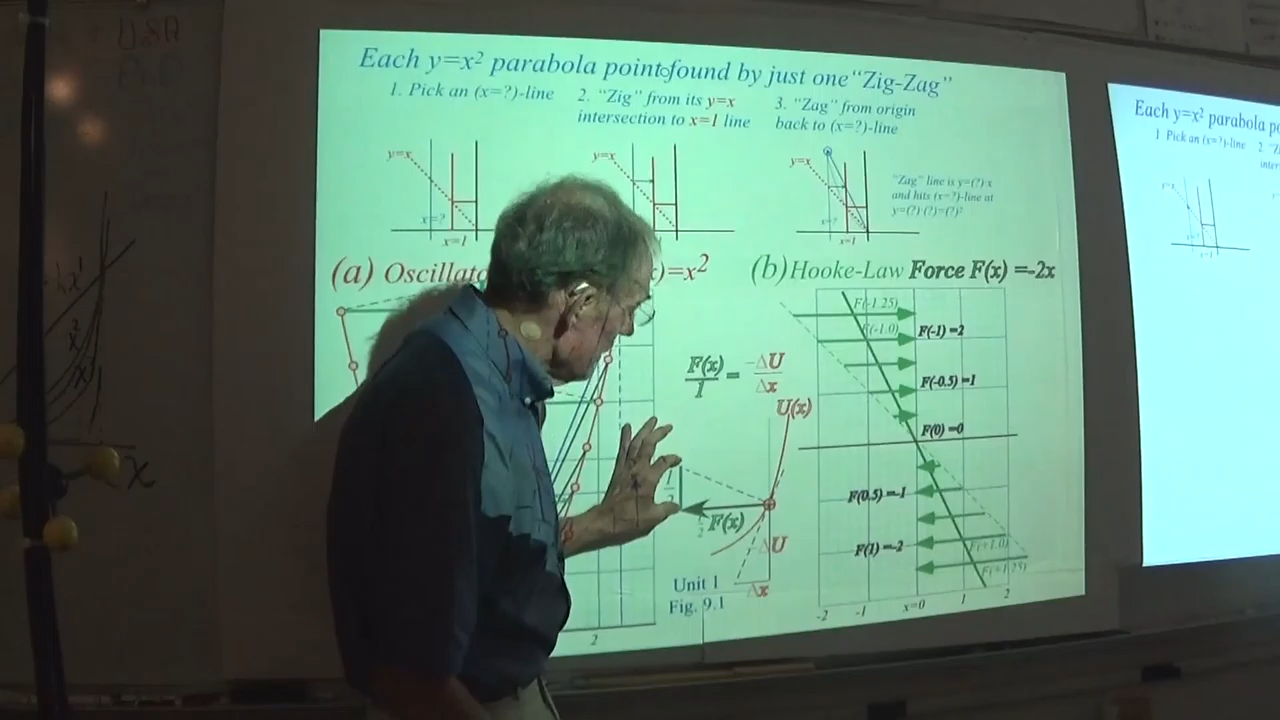 Each y=x² parabola point found by just one "Zig-Zag"
1. Pick an (x=?)-line
2. "Zig" from its y=x
intersection to x=1 line
3. "Zag" from origin
back to (x=?)-line
y=x
x=?
x=1
y=x
y=x
x=?
x=1
"Zag" line is y=(?)·x
and hits (x=?)-line at
y=(?)·(?)=(?)²
(a) Oscillato
)=x²
(b) Hooke-Law Force F(x) =-2x
F(x)
1
=
-ΔU
Δx
U(x)
F(x)
ΔU
Δx
Unit 1
Fig. 9.1
2
F(-1.25)
F(-1.0)
F(-1)=2
F(-0.5)=1
F(0)=0
F(0.5)=-1
F(1)=-2
F(+1.0)
F(+1.25)
-2
-1
x=0
1
2
Each y=x² parabola po
1 Pick an (x=?)-line
x